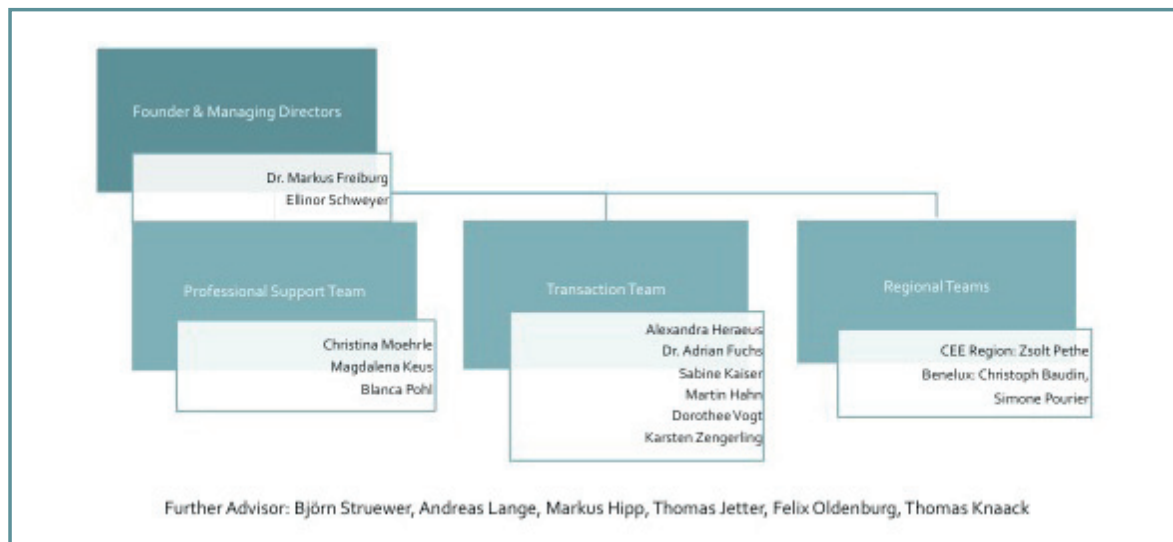 Founder & Managing Directors
Dr. Markus Freiburg
Ellinor Schweyer
Professional Support Team
Christina Moehrle
Magdalena Keus
Blanca Pohl
Transaction Team
Alexandra Heraeus
Dr. Adrian Fuchs
Sabine Kaiser
Martin Hahn
Dorothee Vogt
Karsten Zengerling
Regional Teams
CEE Region: Zsolt Pethe
Benelux: Christoph Baudin,
Simone Pourier
Further Advisor: Björn Struewer, Andreas Lange, Markus Hipp, Thomas Jetter, Felix Oldenburg, Thomas Knaack